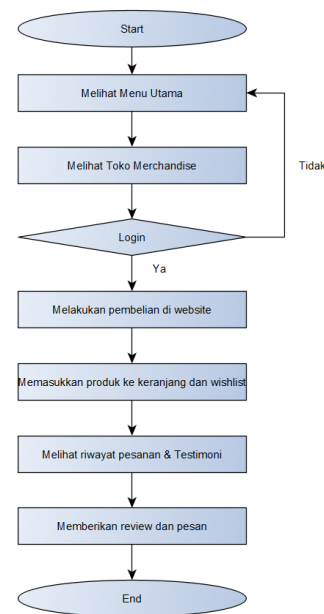 Start
Melihat Menu Utama
Melihat Toko Merchandise
Tidak
Login
Ya
Melakukan pembelian di website
Memasukkan produk ke keranjang dan wishlist
Melihat riwayat pesanan & Testimoni
Memberikan review dan pesan
End